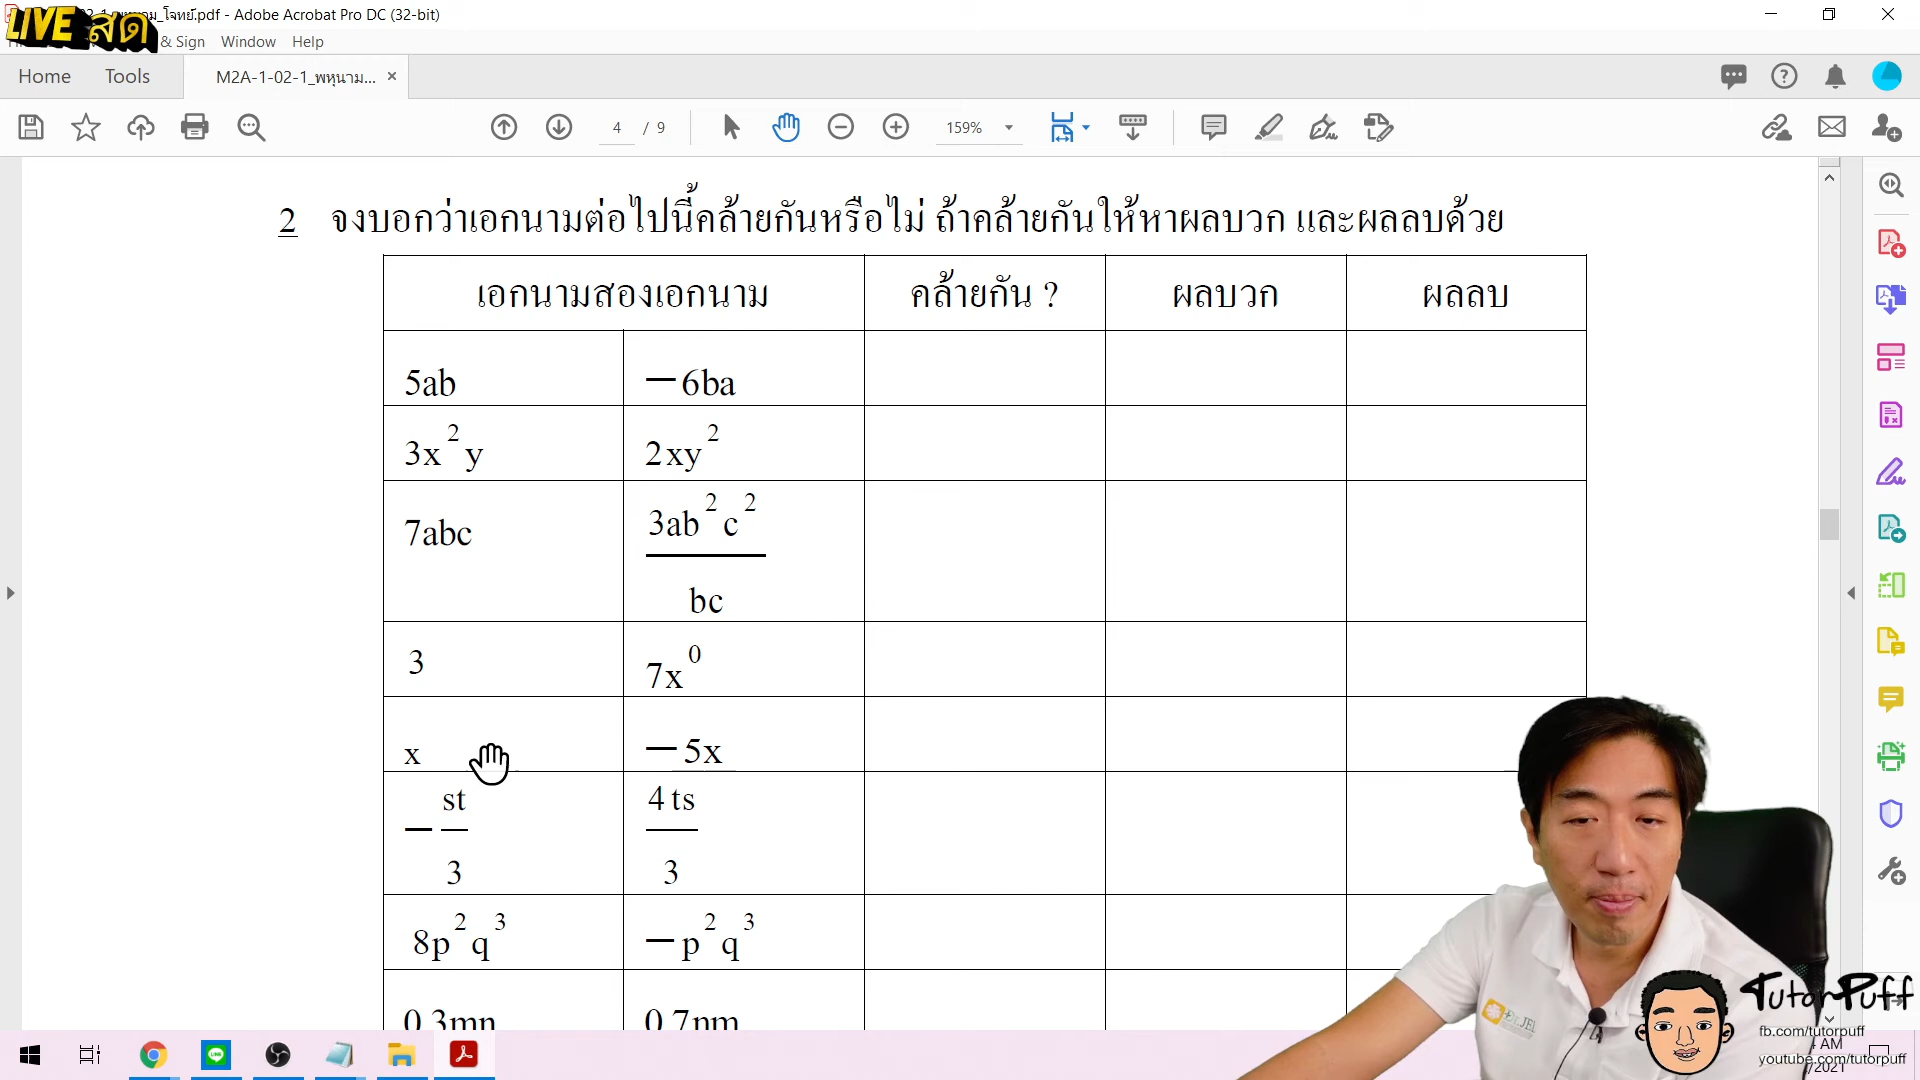 LIVE สด
_โจทย์.pdf - Adobe Acrobat Pro DC (32-bit)
& Sign Window Help
Home Tools M2A-1-02-1_พหุนาม... ×
4 / 9 159%
2 จงบอกว่าเอกนามต่อไปนี้คล้ายกันหรือไม่ ถ้าคล้ายกันให้หาผลบวก และผลลบด้วย
เอกนามสองเอกนาม คล้ายกัน ? ผลบวก ผลลบ
5ab −6ba
3x²y 2xy²
7abc 3ab²c²/bc
3 7x⁰
x −5x
−st/3 4ts/3
8p²q³ −p²q³
0.3mn 0.7nm
TutorPuff
fb.com/tutorpuff
AM
youtube.com/tutorpuff
/2021